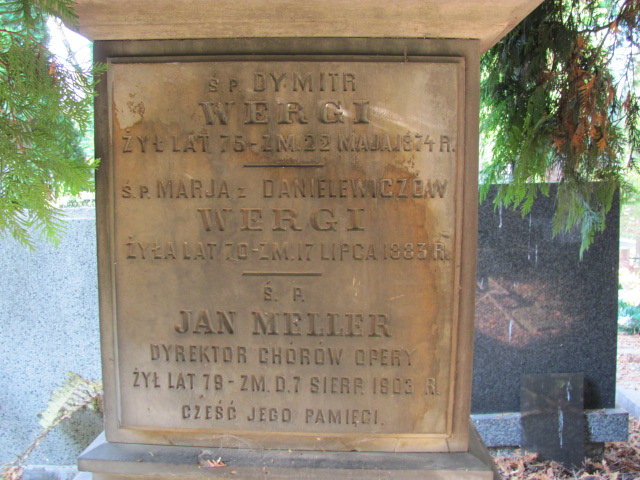 Ś P. DYMITR
WERGI
ŻYŁ LAT 75 - ZM. 22 MAJA 1874 R.
Ś.P. MARJA Z DANIELEWICZÓW
WERGI
ŻYŁA LAT 70 - ZM. 17 LIPCA 1883 R.
Ś. P.
JAN MELLER
DYREKTOR CHÓRÓW OPERY
ŻYŁ LAT 79 - ZM. D. 7 SIERP. 1903 R.
CZEŚĆ JEGO PAMIĘCI.